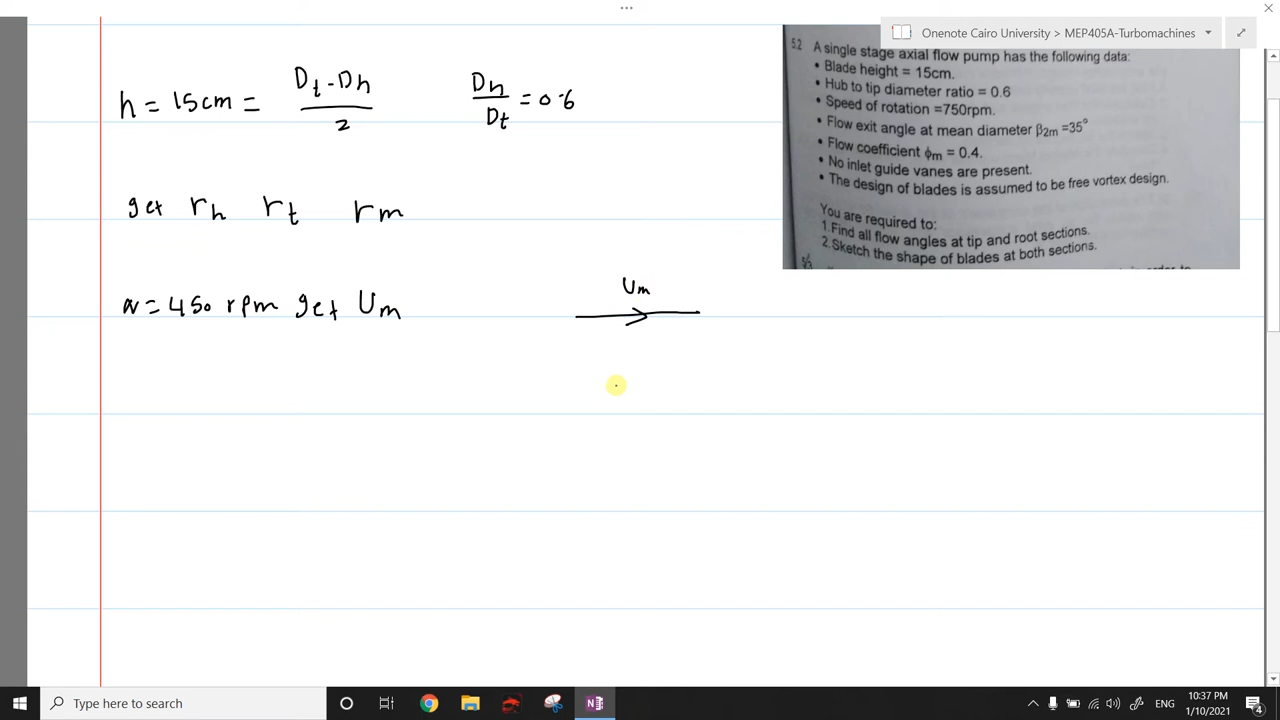 Onenote Cairo University > MEP405A-Turbomachines
5.2 A single stage axial flow pump has the following data:
• Blade height = 15cm.
• Hub to tip diameter ratio = 0.6
• Speed of rotation =750rpm.
• Flow exit angle at mean diameter β2m =35°
• Flow coefficient ϕm = 0.4.
• No inlet guide vanes are present.
• The design of blades is assumed to be free vortex design.
You are required to:
1.Find all flow angles at tip and root sections.
2.Sketch the shape of blades at both sections.
h = 15cm = (Dt - Dh)/2 Dh/Dt = 0.6
get rh rt rm
n = 450 rpm get Um
Um
Type here to search
10:37 PM
ENG
1/10/2021
4